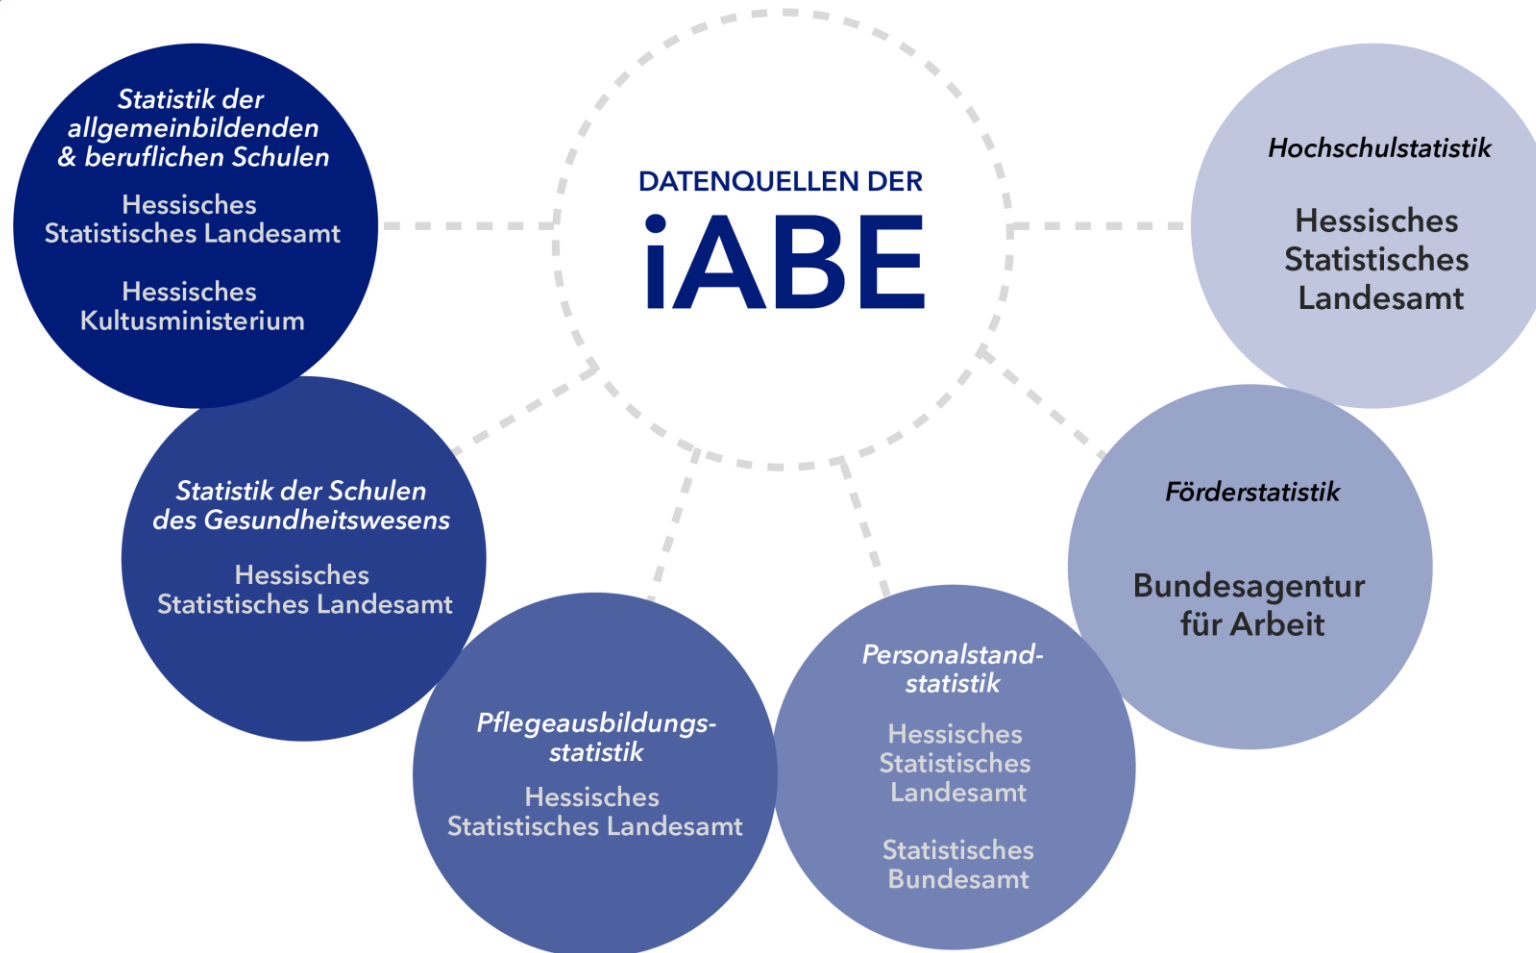 DATENQUELLEN DER
iABE
Statistik der
allgemeinbildenden
& beruflichen Schulen
Hessisches
Statistisches Landesamt
Hessisches
Kultusministerium
Statistik der Schulen
des Gesundheitswesens
Hessisches
Statistisches Landesamt
Pflegeausbildungs-
statistik
Hessisches
Statistisches Landesamt
Personalstand-
statistik
Hessisches
Statistisches
Landesamt
Statistisches
Bundesamt
Förderstatistik
Bundesagentur
für Arbeit
Hochschulstatistik
Hessisches
Statistisches
Landesamt